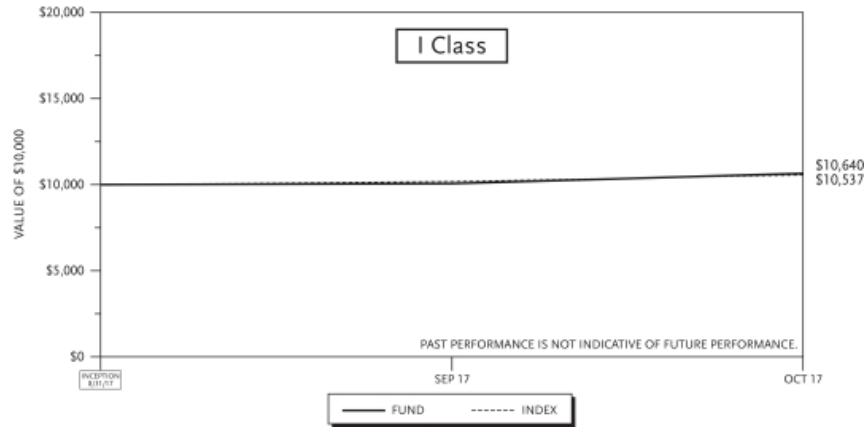 $20,000
I Class
$15,000
VALUE OF $10,000
$10,640
$10,537
$10,000
$5,000
PAST PERFORMANCE IS NOT INDICATIVE OF FUTURE PERFORMANCE.
$0
INCEPTION
8/11/17
SEP 17
OCT 17
FUND
INDEX